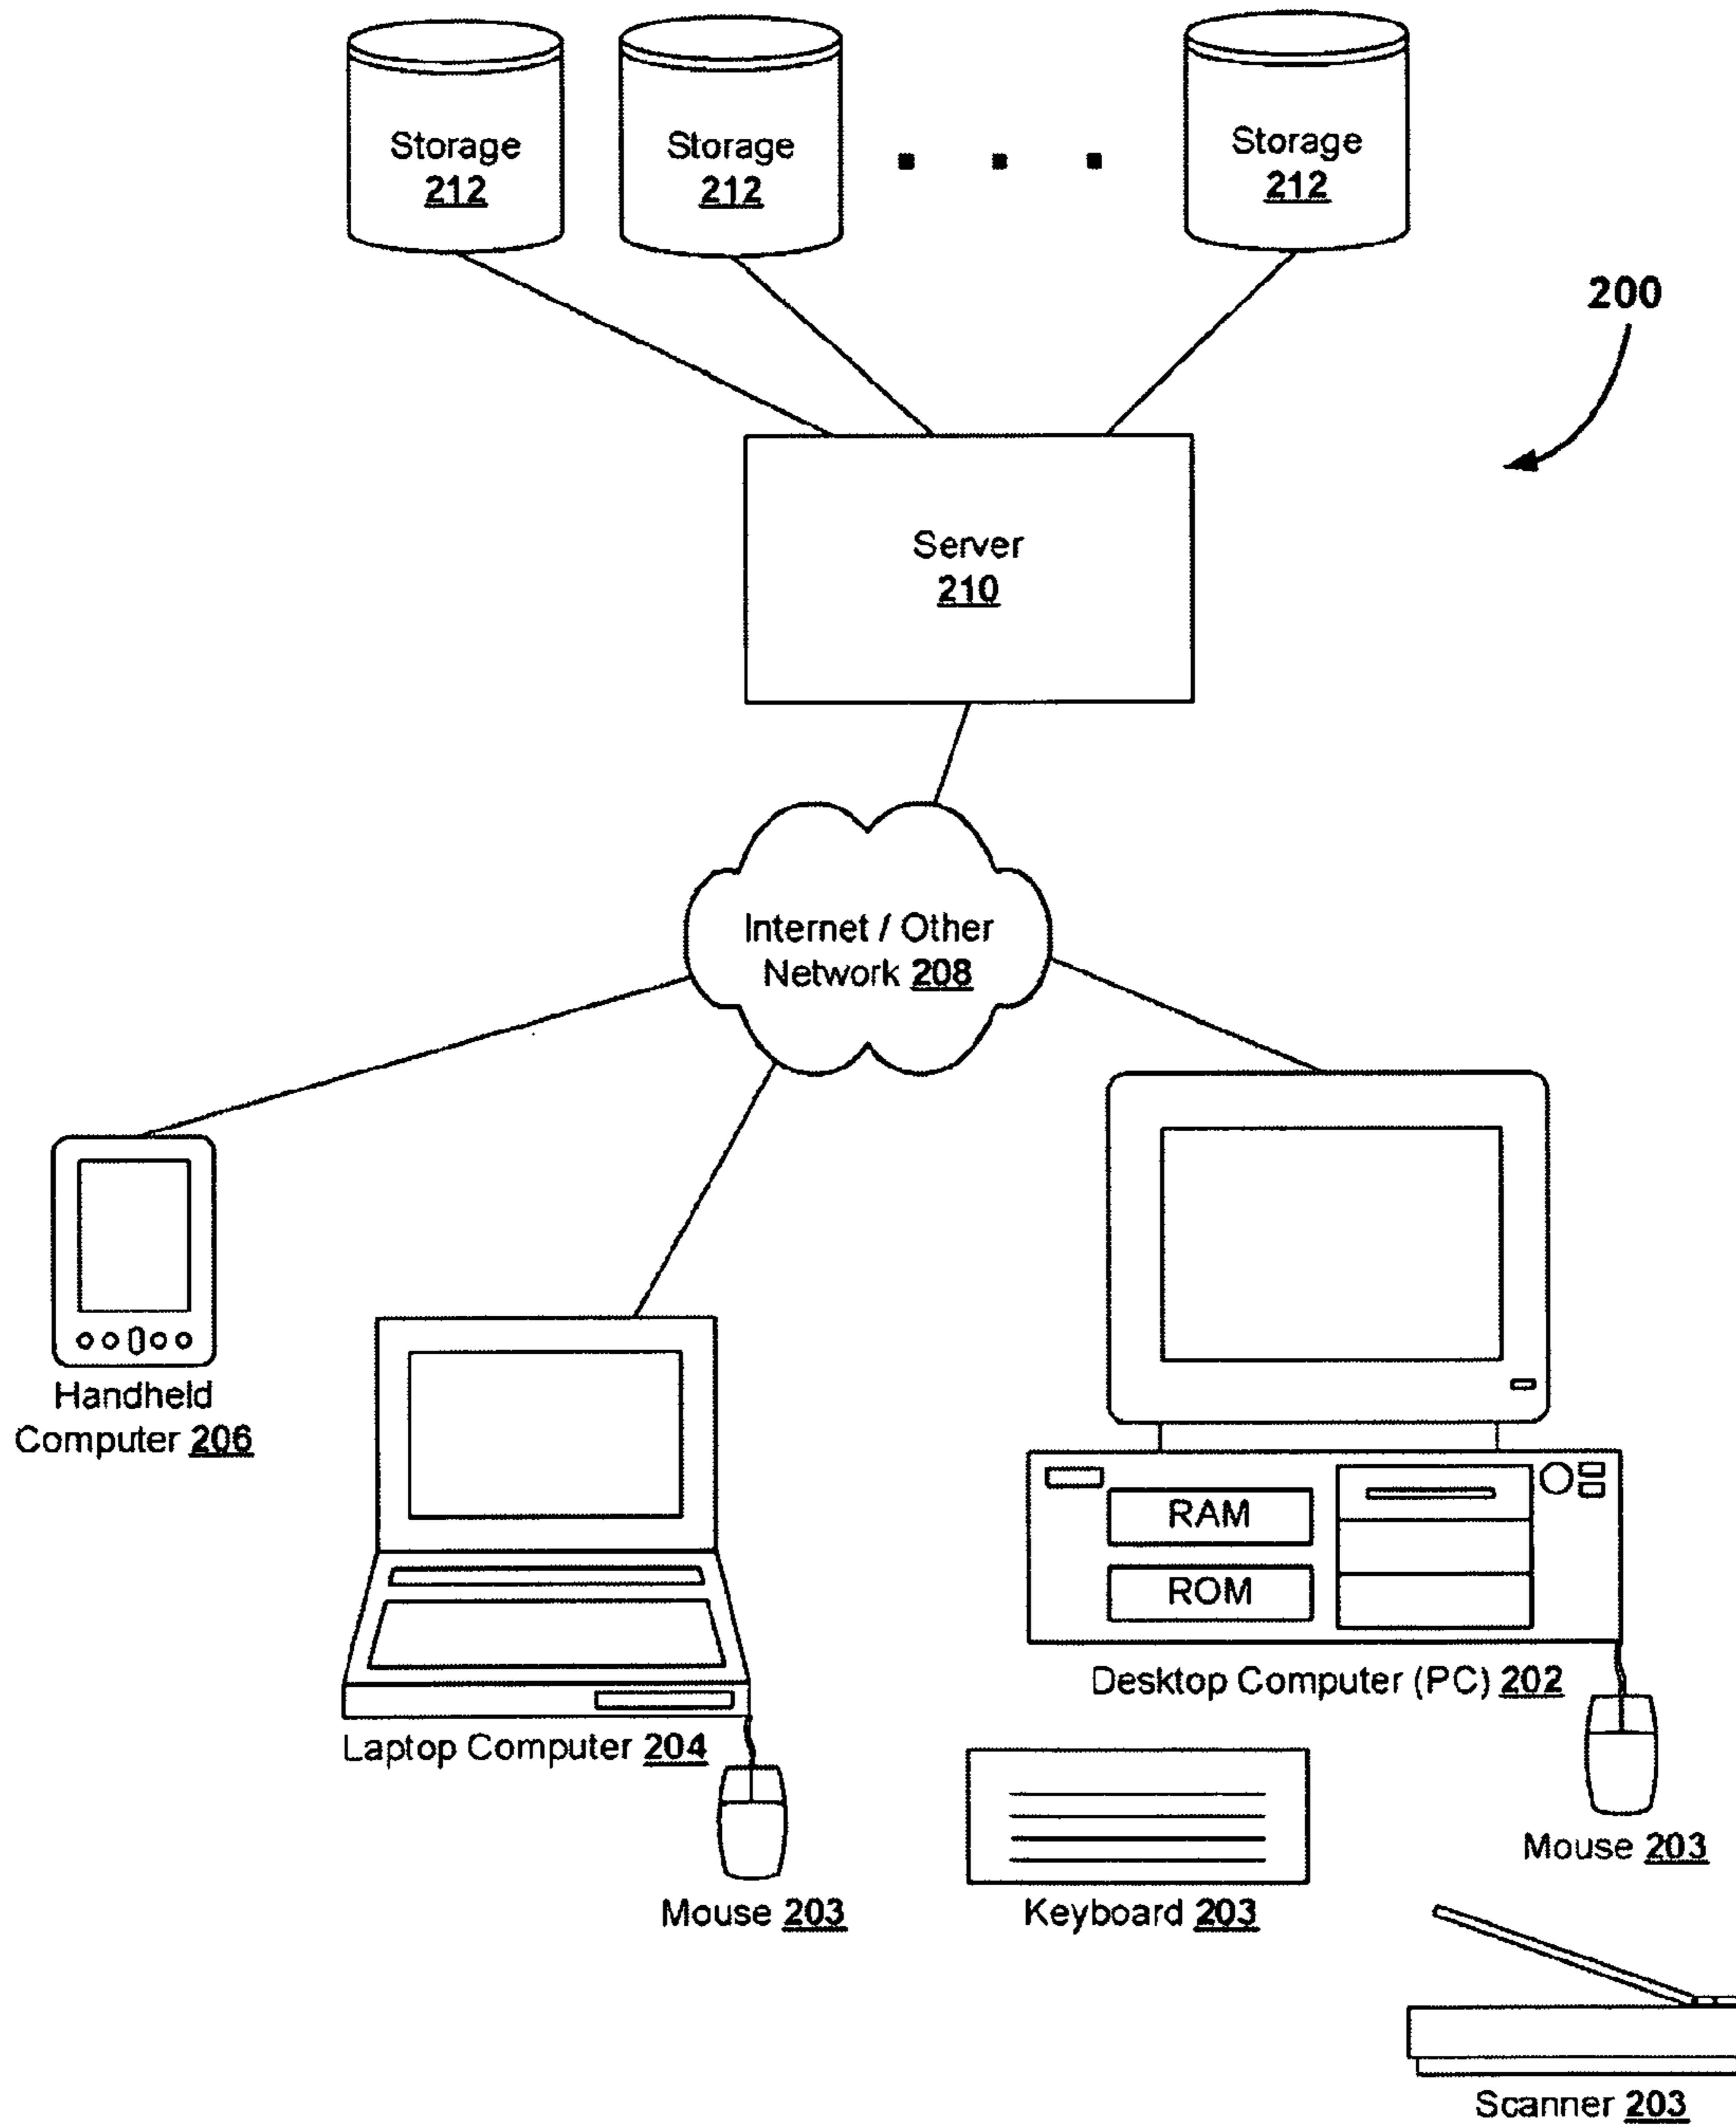 Storage
212
Storage
212
Storage
212
200
Server
210
Internet / Other
Network 208
Handheld
Computer 206
RAM
ROM
Desktop Computer (PC) 202
Laptop Computer 204
Mouse 203
Mouse 203
Keyboard 203
Scanner 203